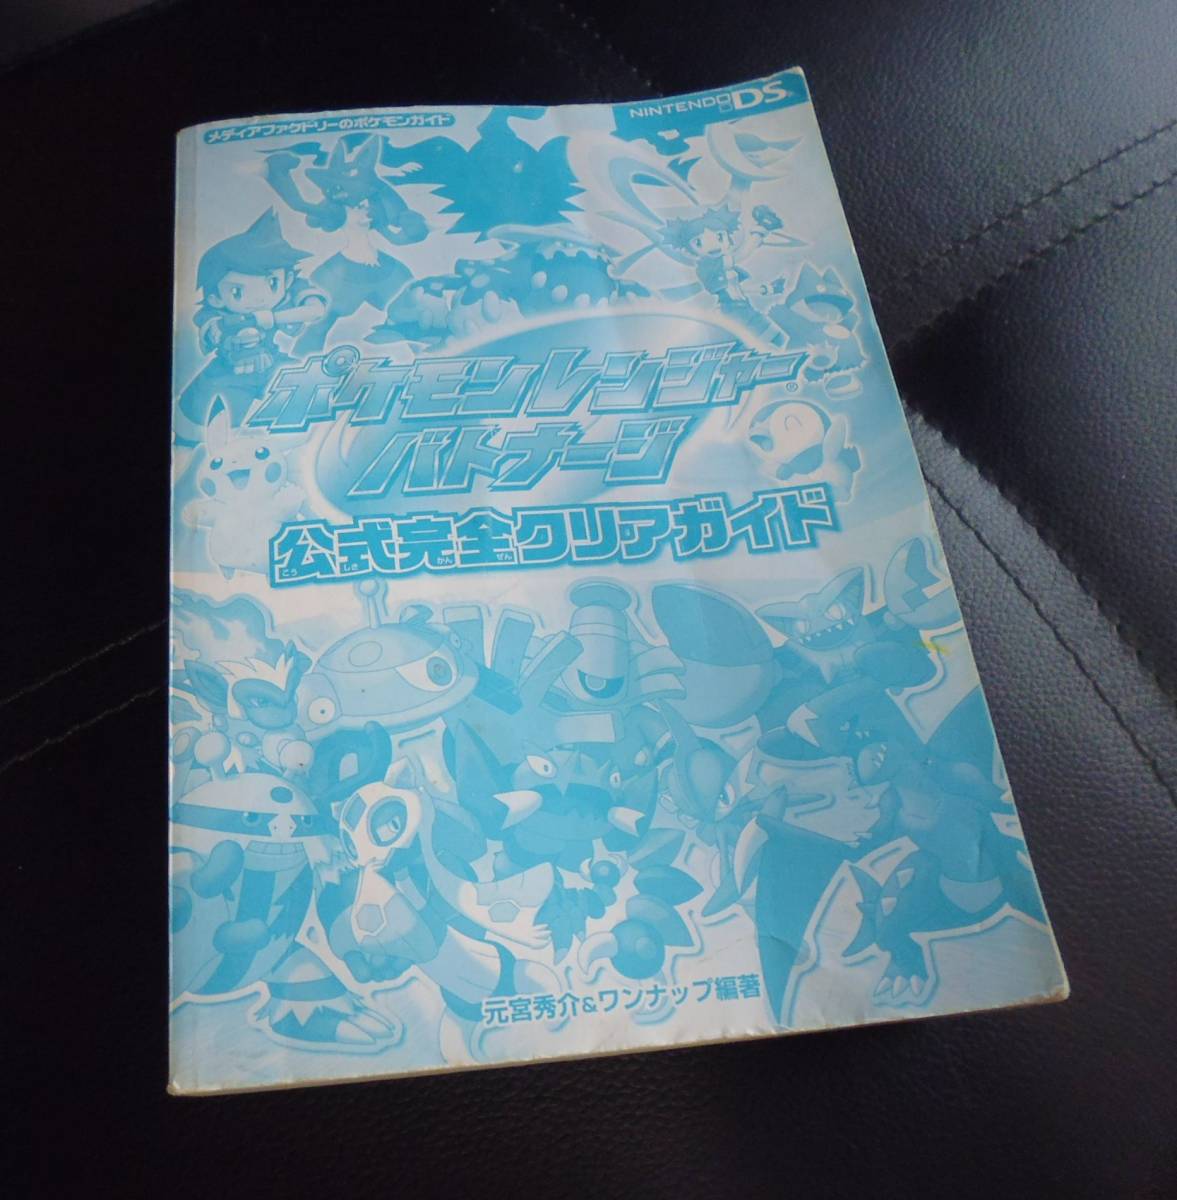 メディアファクトリーのポケモンガイド
NINTENDO DS
ポケモンレンジャー®
バトナージ
公式完全クリアガイド
こう しき かん ぜん
元宮秀介&ワンナップ編著